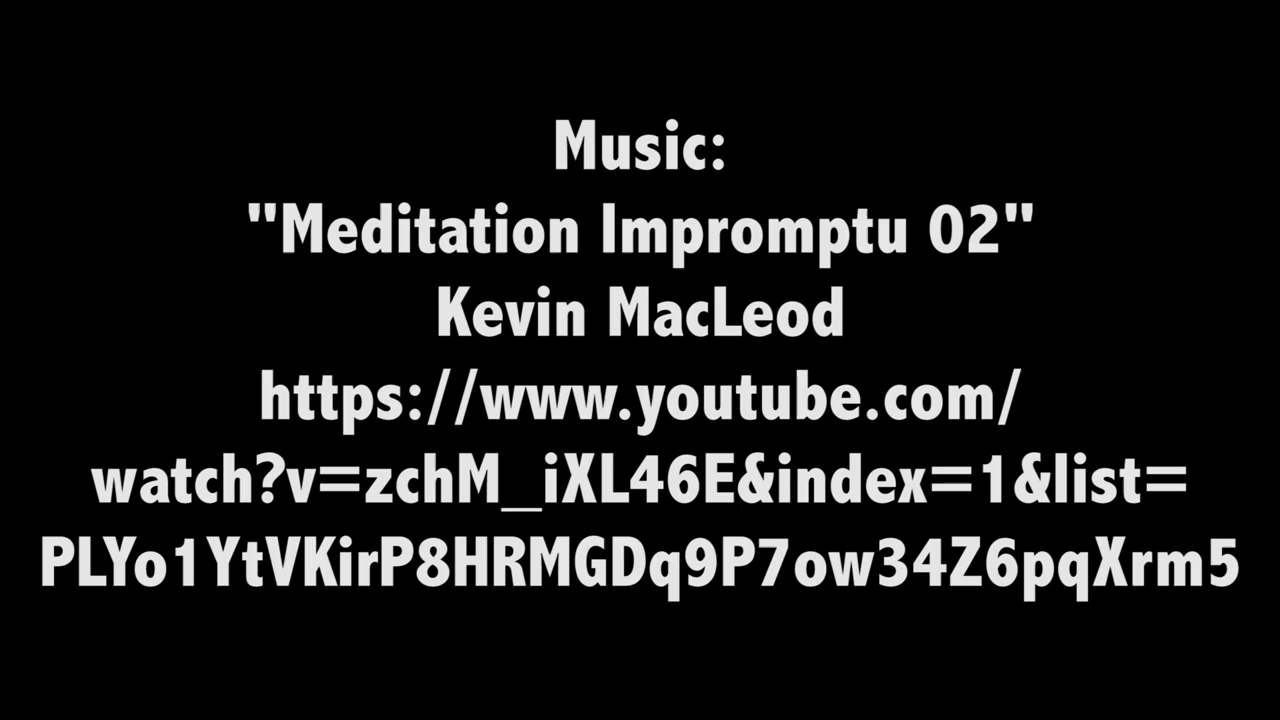 Music:
"Meditation Impromptu 02"
Kevin MacLeod
https://www.youtube.com/
watch?v=zchM_iXL46E&index=1&list=
PLYo1YtVKirP8HRMGDq9P7ow34Z6pqXrm5